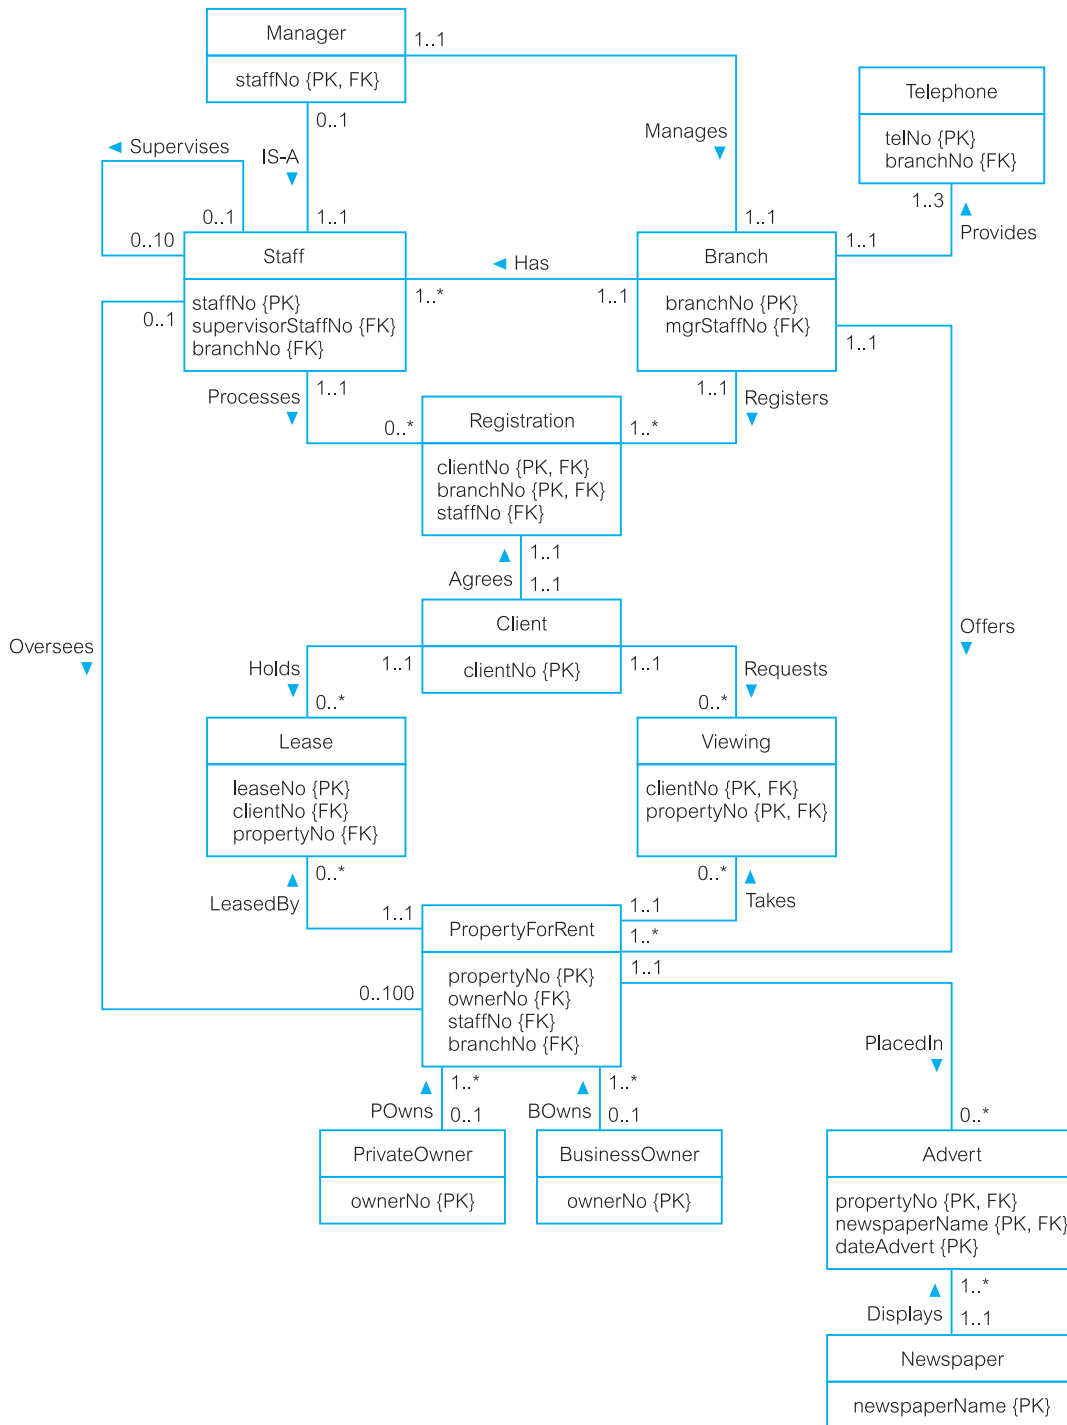 Manager
1..1
staffNo {PK, FK}
Telephone
0..1
telNo {PK}
branchNo {FK}
Manages
Supervises
IS-A
1..3
0..1
1..1
1..1
Provides
0..10
1..1
Staff
Has
Branch
staffNo {PK}
supervisorStaffNo {FK}
branchNo {FK}
1..*
1..1
branchNo {PK}
mgrStaffNo {FK}
0..1
1..1
Processes
1..1
1..1
Registers
0..*
Registration
1..*
clientNo {PK, FK}
branchNo {PK, FK}
staffNo {FK}
1..1
Agrees
1..1
Client
Oversees
Offers
Holds
1..1
clientNo {PK}
1..1
Requests
0..*
0..*
Lease
Viewing
leaseNo {PK}
clientNo {FK}
propertyNo {FK}
clientNo {PK, FK}
propertyNo {PK, FK}
0..*
0..*
LeasedBy
Takes
1..1
1..1
PropertyForRent
1..*
1..1
propertyNo {PK}
ownerNo {FK}
staffNo {FK}
branchNo {FK}
0..100
PlacedIn
1..*
1..*
POwns
0..1
BOwns
0..1
0..*
PrivateOwner
BusinessOwner
Advert
ownerNo {PK}
ownerNo {PK}
propertyNo {PK, FK}
newspaperName {PK, FK}
dateAdvert {PK}
1..*
Displays
1..1
Newspaper
newspaperName {PK}